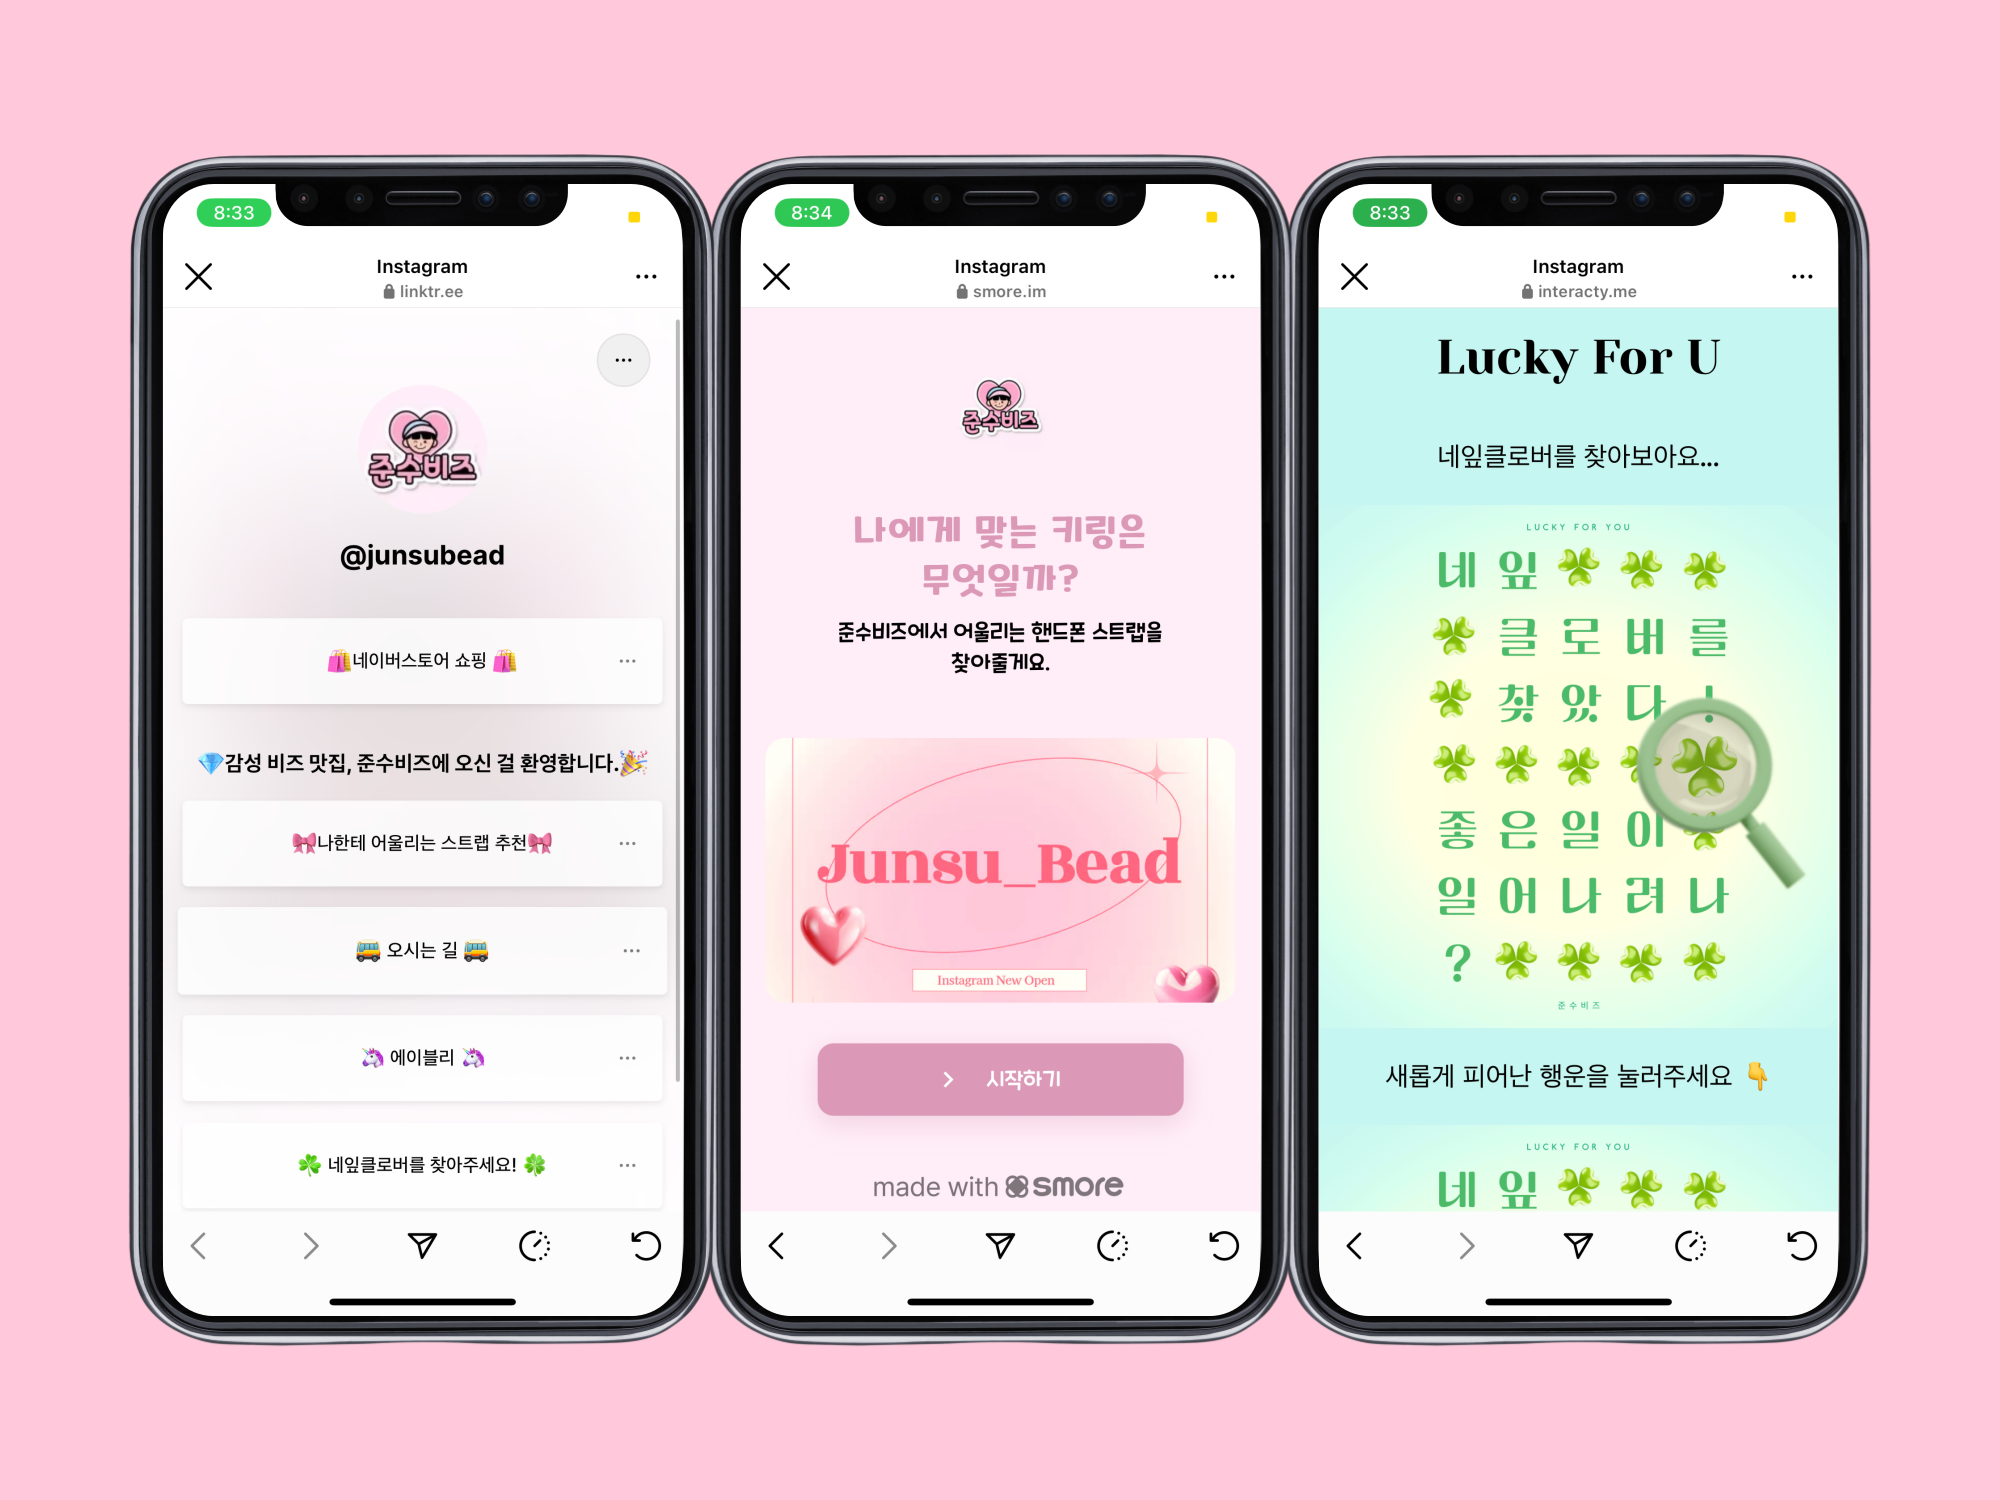 8:33
Instagram
linktr.ee
준수비즈
@junsubead
네이버스토어 쇼핑
감성 비즈 맛집, 준수비즈에 오신 걸 환영합니다.
나한테 어울리는 스트랩 추천
오시는 길
에이블리
네잎클로버를 찾아주세요!
8:34
Instagram
smore.im
준수비즈
나에게 맞는 키링은
무엇일까?
준수비즈에서 어울리는 핸드폰 스트랩을
찾아줄게요.
Junsu_Bead
Instagram New Open
시작하기
made with smore
8:33
Instagram
interacty.me
Lucky For U
네잎클로버를 찾아보아요...
LUCKY FOR YOU
네 잎
클 로 버 를
찾 았 다 !
좋 은 일 이
일 어 나 려 나
?
준수비즈
새롭게 피어난 행운을 눌러주세요
LUCKY FOR YOU
네 잎